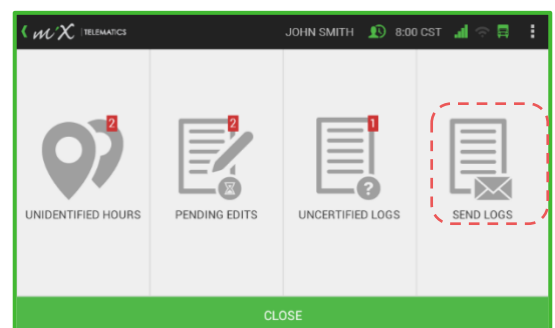 miX TELEMATICS JOHN SMITH 8:00 CST
2 2 1
UNIDENTIFIED HOURS PENDING EDITS UNCERTIFIED LOGS SEND LOGS
CLOSE